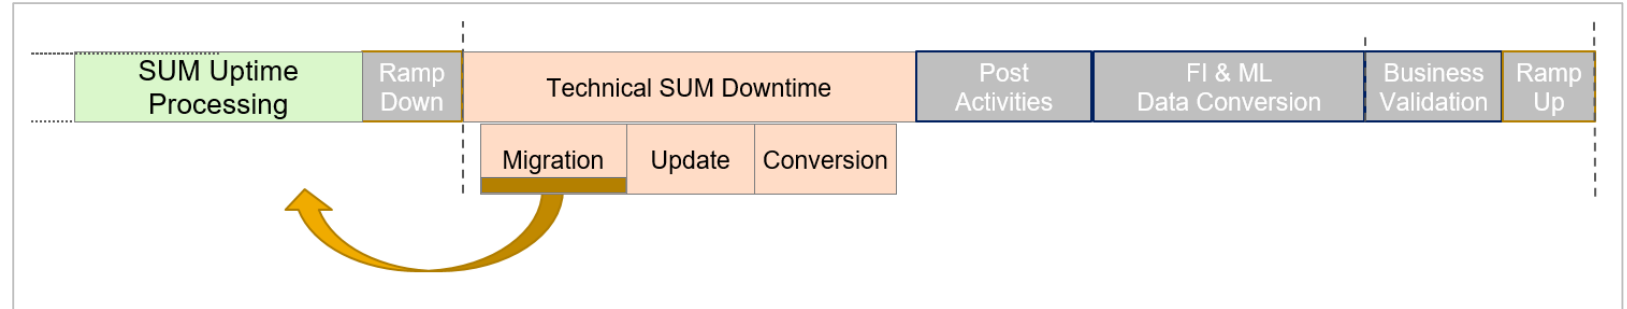 SUM Uptime
Processing
Ramp
Down
Technical SUM Downtime
Post
Activities
FI & ML
Data Conversion
Business
Validation
Ramp
Up
Migration
Update
Conversion